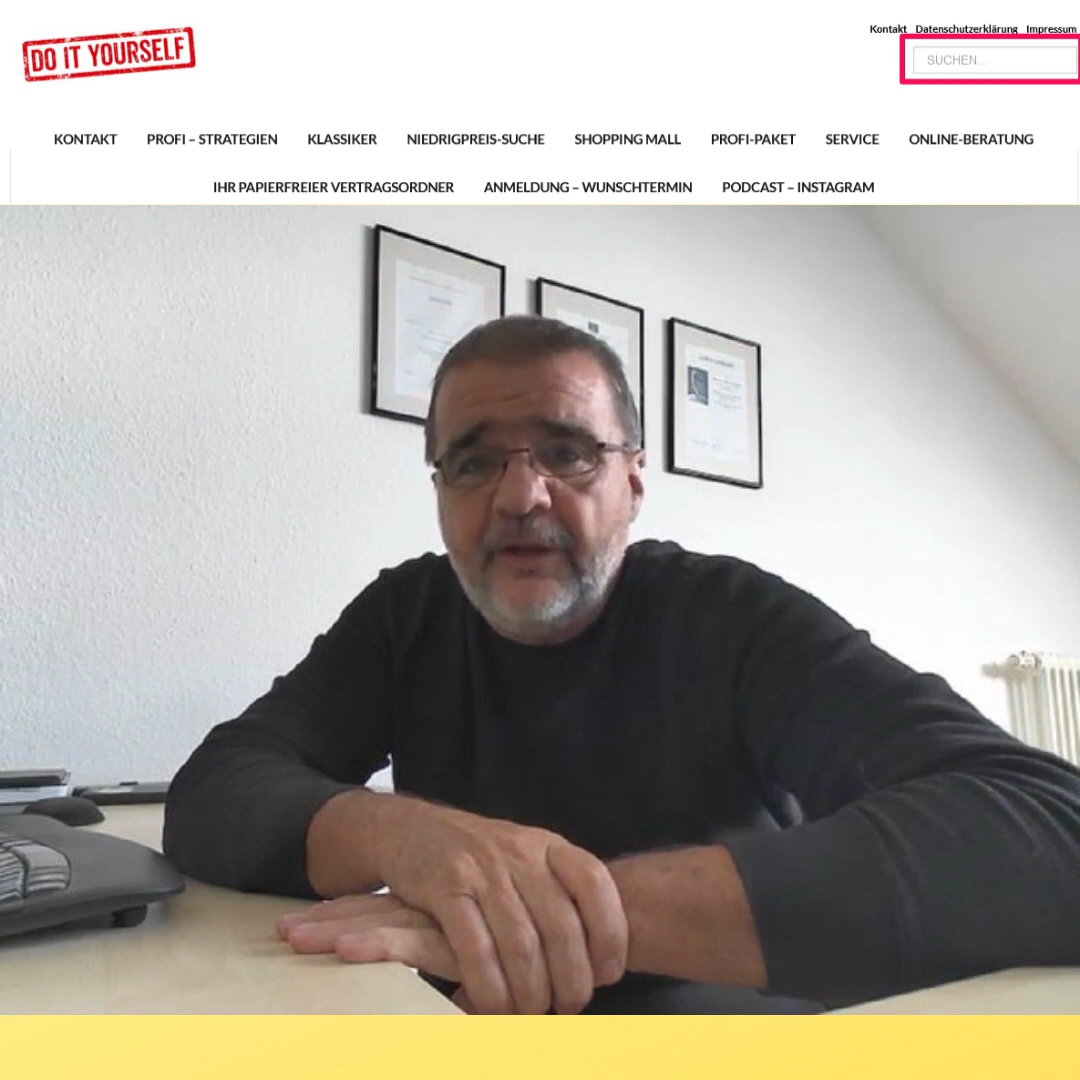 DO IT YOURSELF
Kontakt Datenschutzerklärung Impressum
SUCHEN...
KONTAKT PROFI – STRATEGIEN KLASSIKER NIEDRIGPREIS-SUCHE SHOPPING MALL PROFI-PAKET SERVICE ONLINE-BERATUNG
IHR PAPIERFREIER VERTRAGSORDNER ANMELDUNG – WUNSCHTERMIN PODCAST – INSTAGRAM